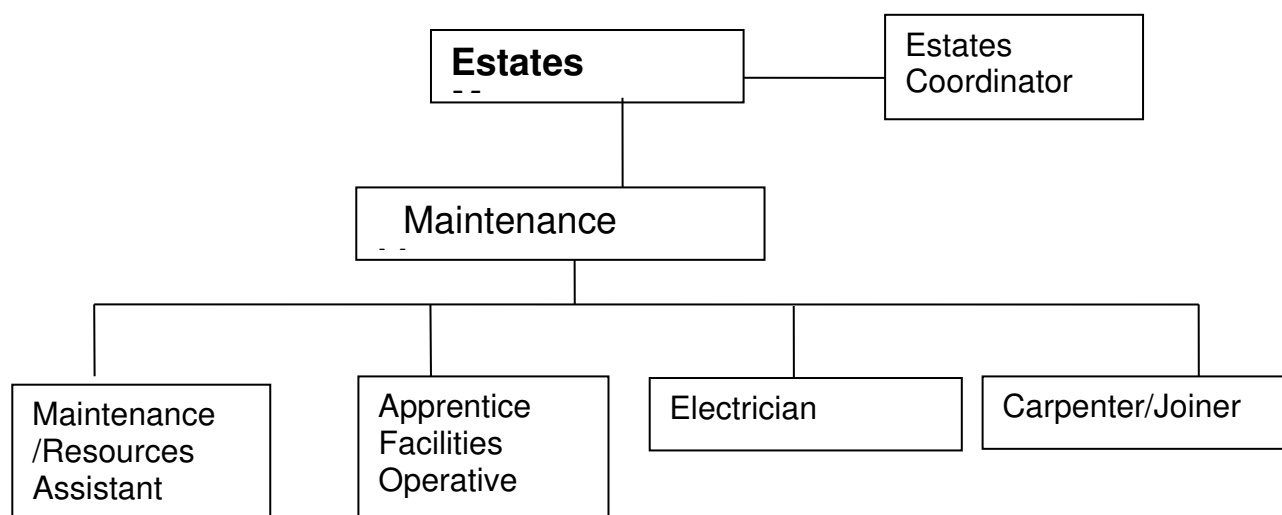 Estates
Estates
Coordinator
Maintenance
Maintenance
/Resources
Assistant
Apprentice
Facilities
Operative
Electrician
Carpenter/Joiner